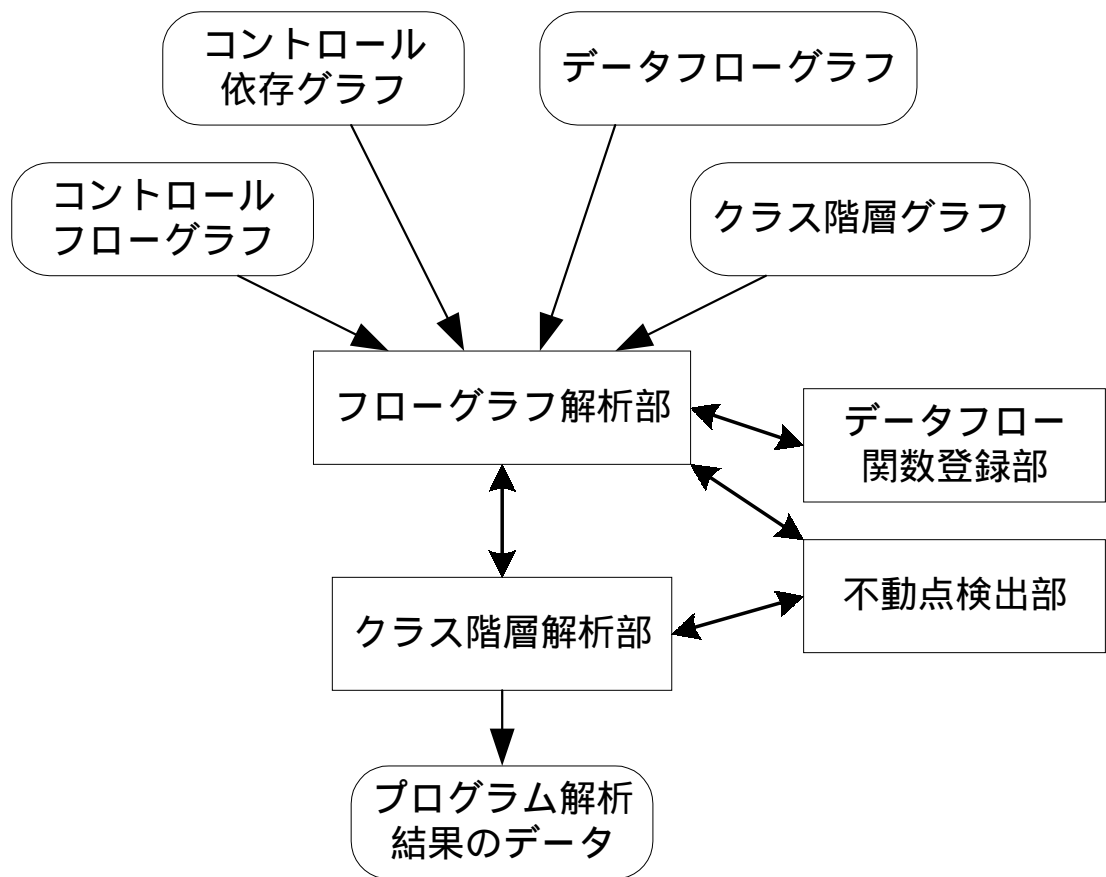 コントロール
依存グラフ
データフローグラフ
コントロール
フローグラフ
クラス階層グラフ
フローグラフ解析部
データフロー
関数登録部
不動点検出部
クラス階層解析部
プログラム解析
結果のデータ